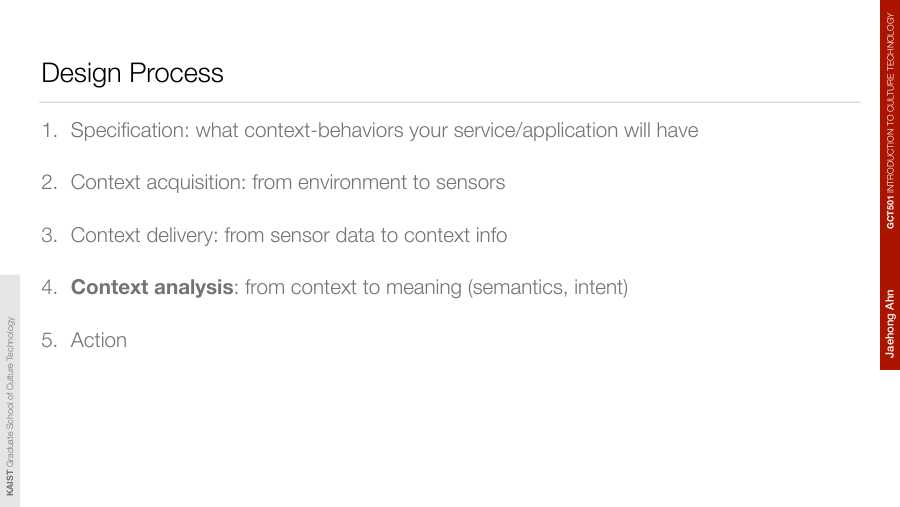 Design Process
1. Specification: what context-behaviors your service/application will have
2. Context acquisition: from environment to sensors
3. Context delivery: from sensor data to context info
4. Context analysis: from context to meaning (semantics, intent)
5. Action
GCT501 INTRODUCTION TO CULTURE TECHNOLOGY
Jaehong Ahn
KAIST Graduate School of Culture Technology